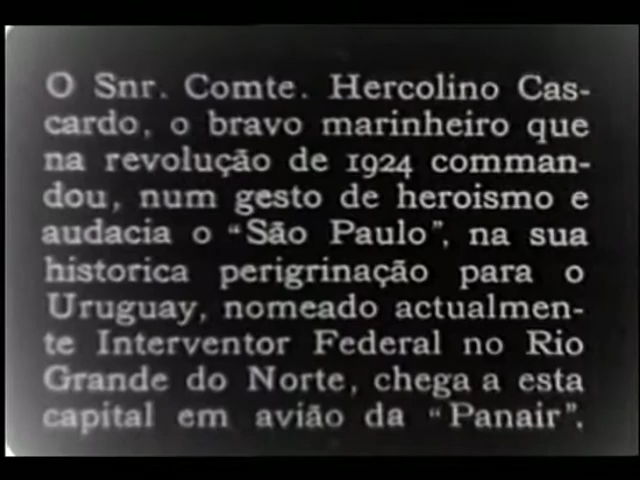 O Snr. Comte. Hercolino Cas-
cardo, o bravo marinheiro que
na revolução de 1924 comman-
dou, num gesto de heroismo e
audacia o “São Paulo”, na sua
historica perigrinação para o
Uruguay, nomeado actualmen-
te Interventor Federal no Rio
Grande do Norte, chega a esta
capital em avião da “Panair”.